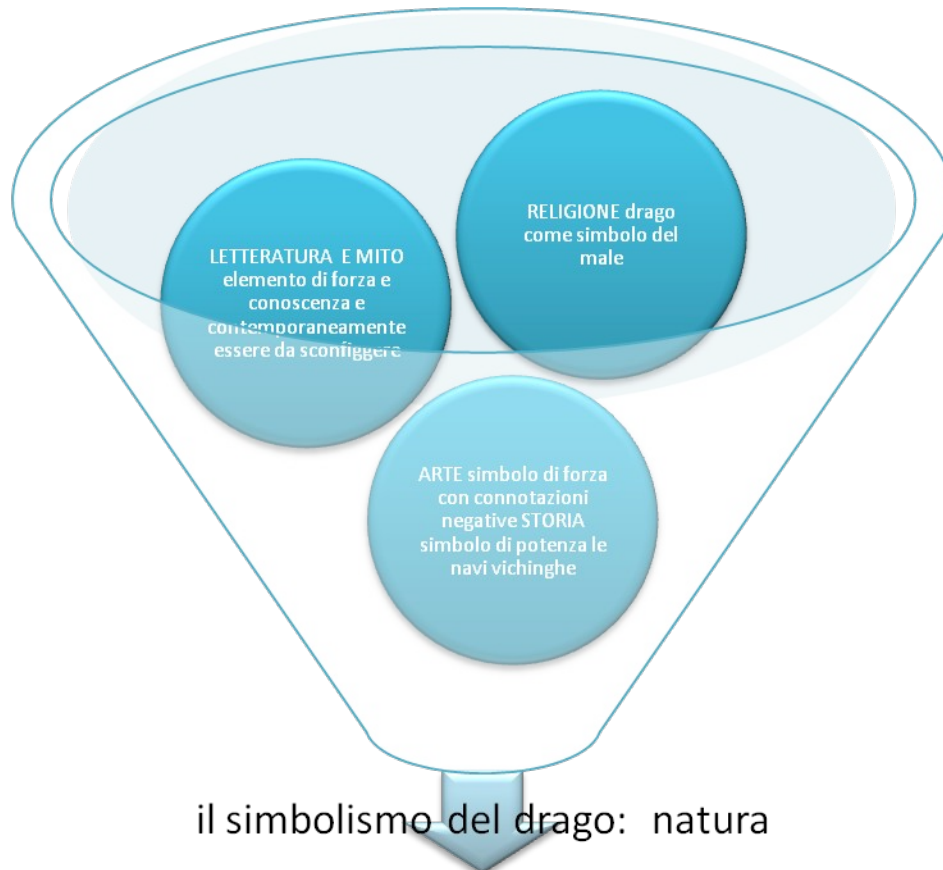 LETTERATURA E MITO
elemento di forza e
conoscenza e
contemporaneamente
essere da sconfiggere
RELIGIONE drago
come simbolo del
male
ARTE simbolo di forza
con connotazioni
negative STORIA
simbolo di potenza le
navi vichinghe
il simbolismo del drago: natura